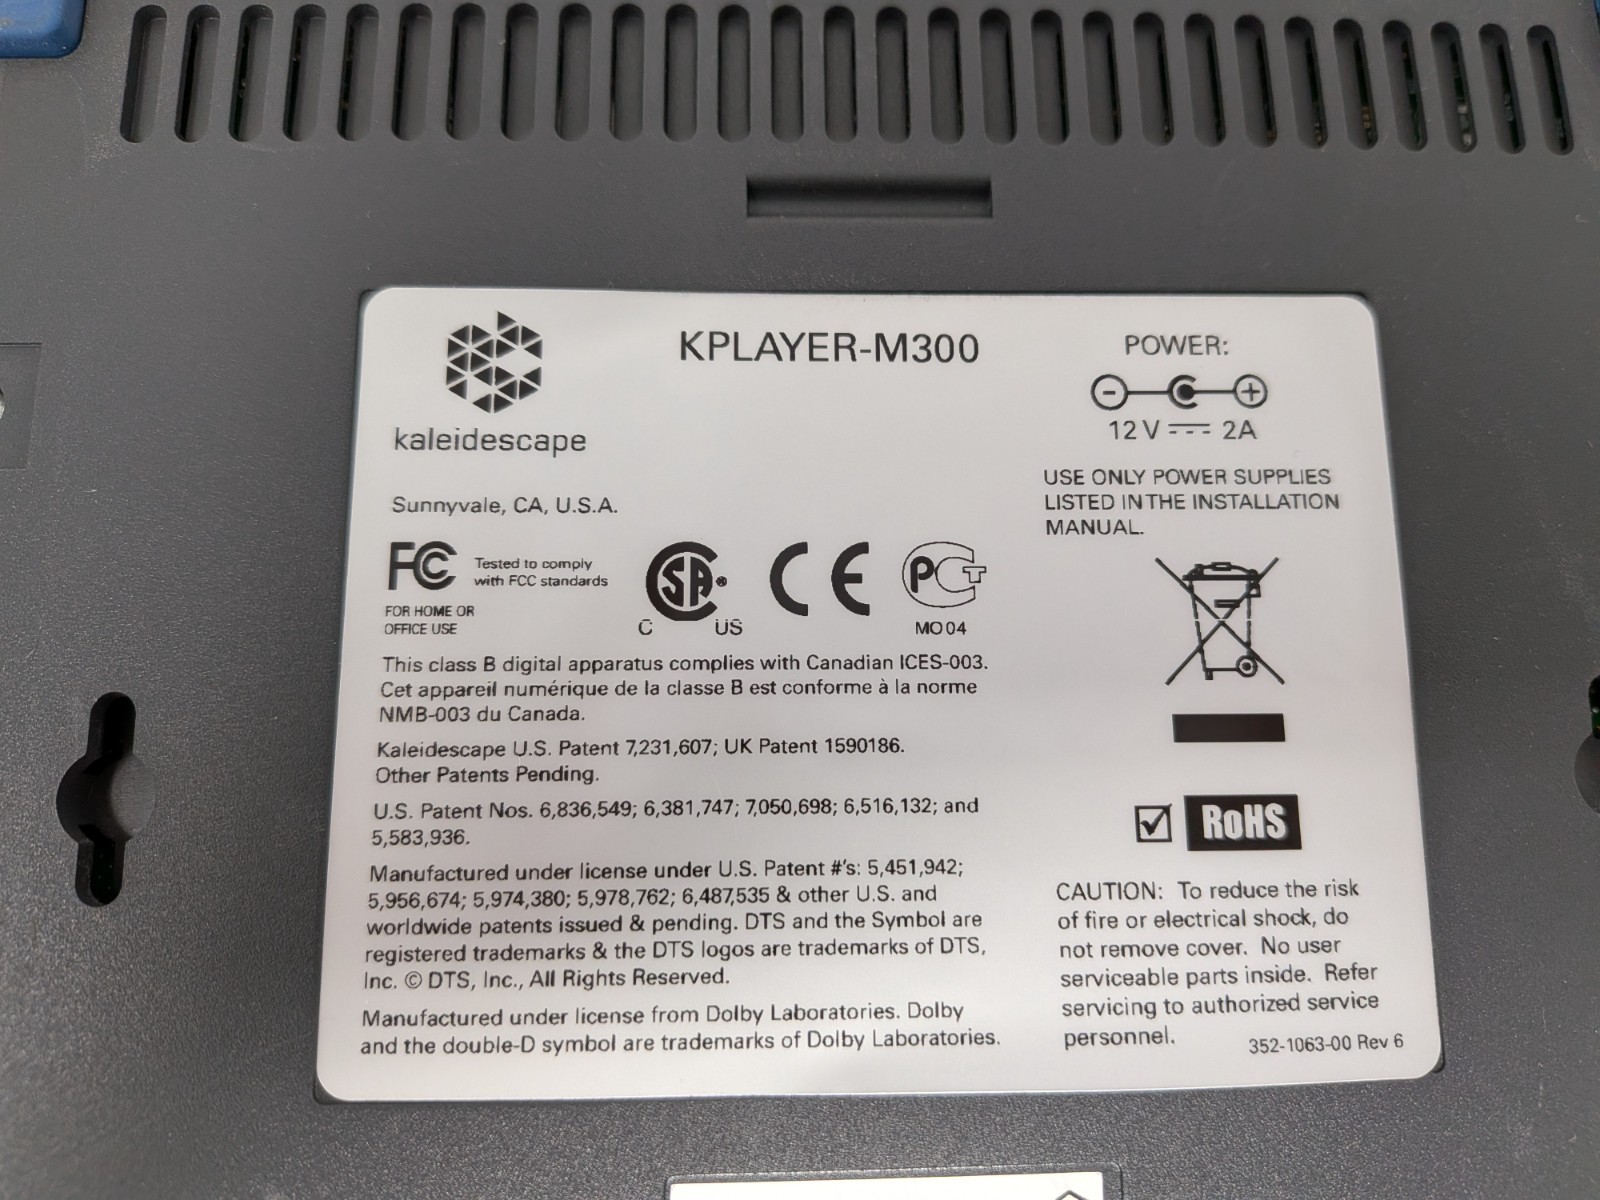 kaleidescape
KPLAYER-M300
POWER:
12V 2A
USE ONLY POWER SUPPLIES
LISTED IN THE INSTALLATION
MANUAL.
Sunnyvale, CA, U.S.A.
FC Tested to comply
with FCC standards
FOR HOME OR
OFFICE USE
SA®
C US
CE
PCT
MO04
This class B digital apparatus complies with Canadian ICES-003.
Cet appareil numérique de la classe B est conforme à la norme
NMB-003 du Canada.
Kaleidescape U.S. Patent 7,231,607; UK Patent 1590186.
Other Patents Pending.
U.S. Patent Nos. 6,836,549; 6,381,747; 7,050,698; 6,516,132; and
5,583,936.
Manufactured under license under U.S. Patent #'s: 5,451,942;
5,956,674; 5,974,380; 5,978,762; 6,487,535 & other U.S. and
worldwide patents issued & pending. DTS and the Symbol are
registered trademarks & the DTS logos are trademarks of DTS,
Inc. © DTS, Inc., All Rights Reserved.
Manufactured under license from Dolby Laboratories. Dolby
and the double-D symbol are trademarks of Dolby Laboratories.
RoHS
CAUTION: To reduce the risk
of fire or electrical shock, do
not remove cover. No user
serviceable parts inside. Refer
servicing to authorized service
personnel.
352-1063-00 Rev 6